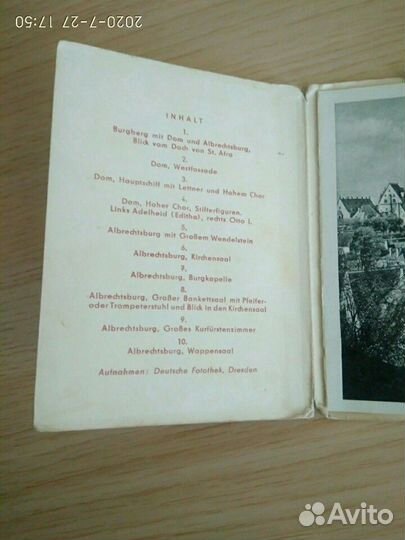 2020-7-27 17:50
INHALT
1.
Burgberg mit Dom und Albrechtsburg,
Blick vom Dach von St. Afra
2.
Dom, Westfassade
3.
Dom, Hauptschiff mit Lettner und Hohem Chor
4.
Dom, Hoher Chor, Stifterfiguren.
Links Adelheid (Editha), rechts Otto I.
5.
Albrechtsburg mit Großem Wendelstein
6.
Albrechtsburg, Kirchensaal
7.
Albrechtsburg, Burgkapelle
8.
Albrechtsburg, Großer Bankettsaal mit Pfeifer-
oder Trompeterstuhl und Blick in den Kirchensaal
9.
Albrechtsburg, Großes Kurfürstenzimmer
10.
Albrechtsburg, Wappensaal
Aufnahmen: Deutsche Fotothek, Dresden
Avito